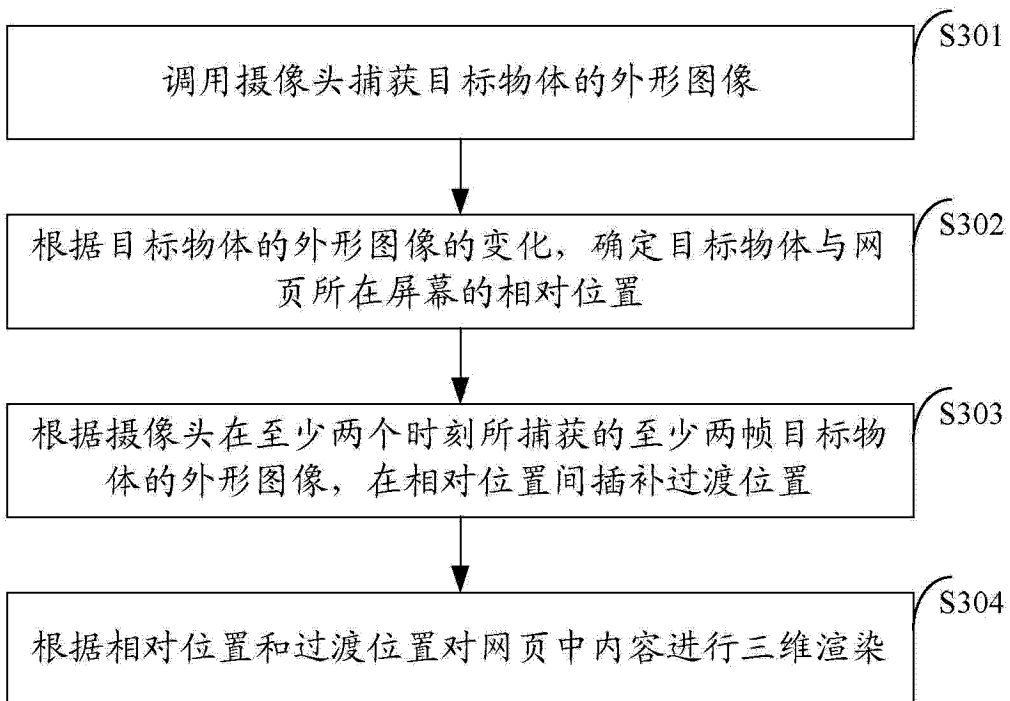 S301
调用摄像头捕获目标物体的外形图像
S302
根据目标物体的外形图像的变化，确定目标物体与网
页所在屏幕的相对位置
S303
根据摄像头在至少两个时刻所捕获的至少两帧目标物
体的外形图像，在相对位置间插补过渡位置
S304
根据相对位置和过渡位置对网页中内容进行三维渲染